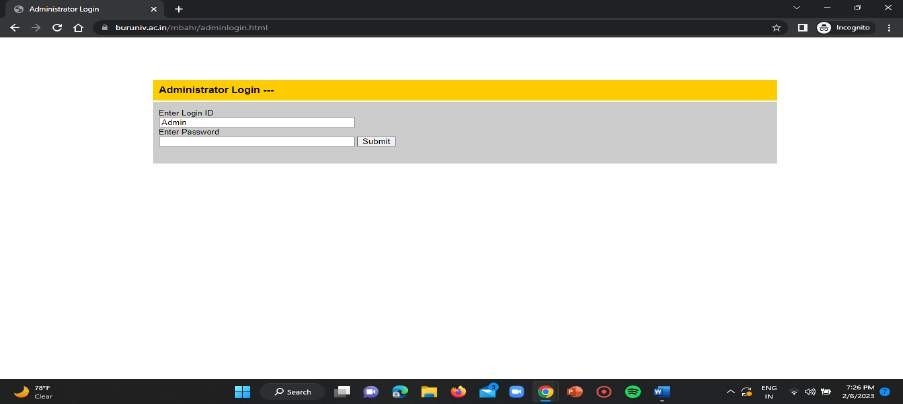 Administrator Login
buruniv.ac.in/mbahr/adminlogin.html
Incognito
Administrator Login ---
Enter Login ID
Admin
Enter Password
Submit
78°F
Clear
Search
ENG
IN
7:26 PM
2/6/2023